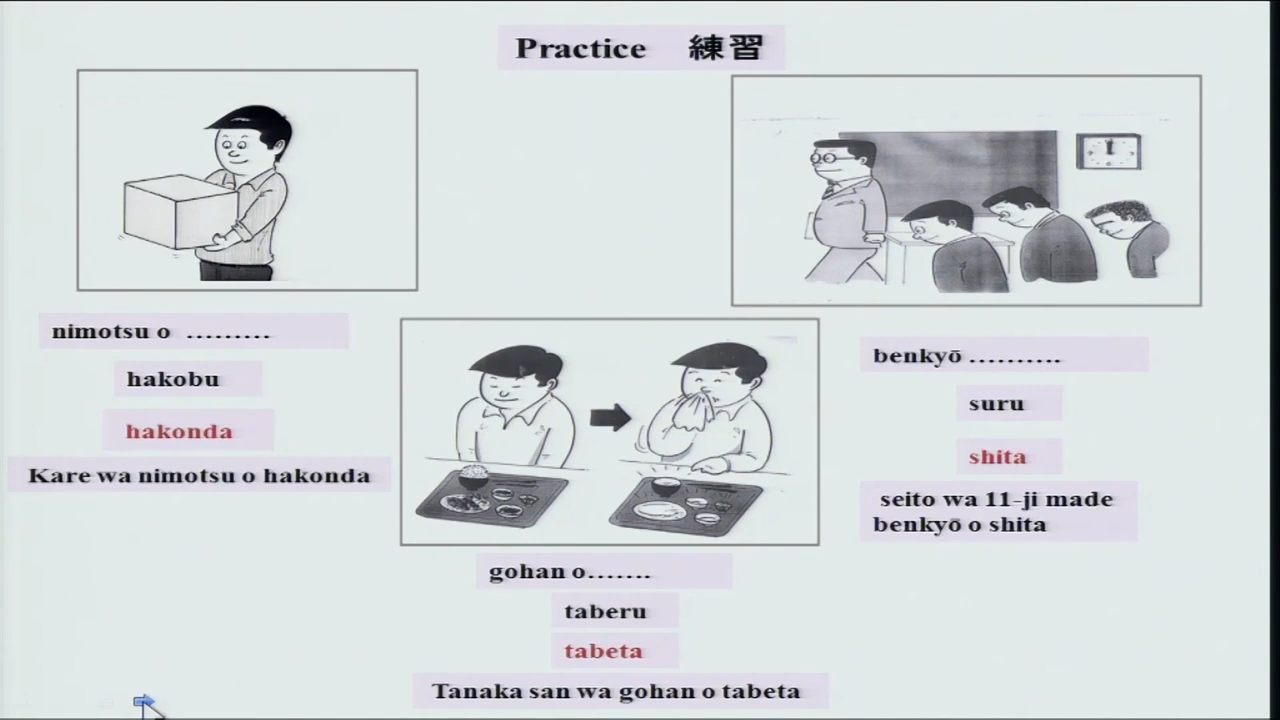 Practice 練習
nimotsu o ………
hakobu
hakonda
Kare wa nimotsu o hakonda
gohan o…….
taberu
tabeta
Tanaka san wa gohan o tabeta
benkyō ……….
suru
shita
seito wa 11-ji made
benkyō o shita